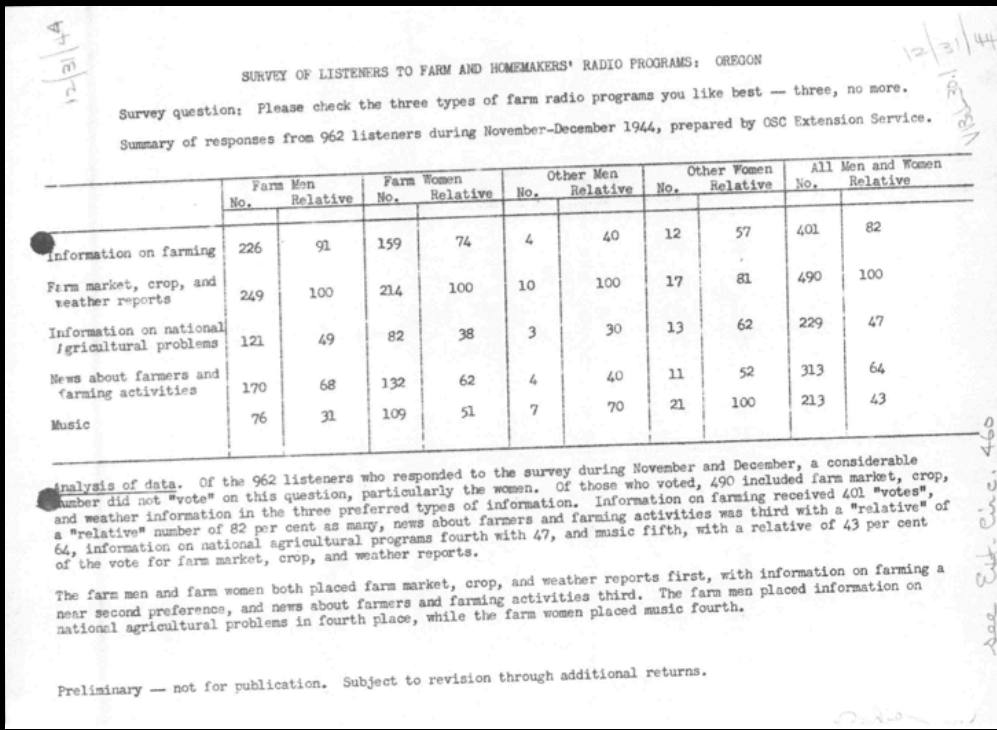 12/31/44
12/31/44
SURVEY OF LISTENERS TO FARM AND HOMEMAKERS' RADIO PROGRAMS: OREGON
Survey question: Please check the three types of farm radio programs you like best — three, no more.
Summary of responses from 962 listeners during November-December 1944, prepared by OSC Extension Service.
Farm Men Farm Women Other Men Other Women All Men and Women
No. Relative No. Relative No. Relative No. Relative No. Relative
Information on farming 226 91 159 74 4 40 12 57 401 82
Farm market, crop, and
weather reports 249 100 214 100 10 100 17 81 490 100
Information on national
agricultural problems 121 49 82 38 3 30 13 62 229 47
News about farmers and
farming activities 170 68 132 62 4 40 11 52 313 64
Music 76 31 109 51 7 70 21 100 213 43
Analysis of data. Of the 962 listeners who responded to the survey during November and December, a considerable
number did not "vote" on this question, particularly the women. Of those who voted, 490 included farm market, crop,
and weather information in the three preferred types of information. Information on farming received 401 "votes",
a "relative" number of 82 per cent as many, news about farmers and farming activities was third with a "relative" of
64, information on national agricultural programs fourth with 47, and music fifth, with a relative of 43 per cent
of the vote for farm market, crop, and weather reports.
The farm men and farm women both placed farm market, crop, and weather reports first, with information on farming a
near second preference, and news about farmers and farming activities third. The farm men placed information on
national agricultural problems in fourth place, while the farm women placed music fourth.
Preliminary — not for publication. Subject to revision through additional returns.
see Ext. Circ. 460